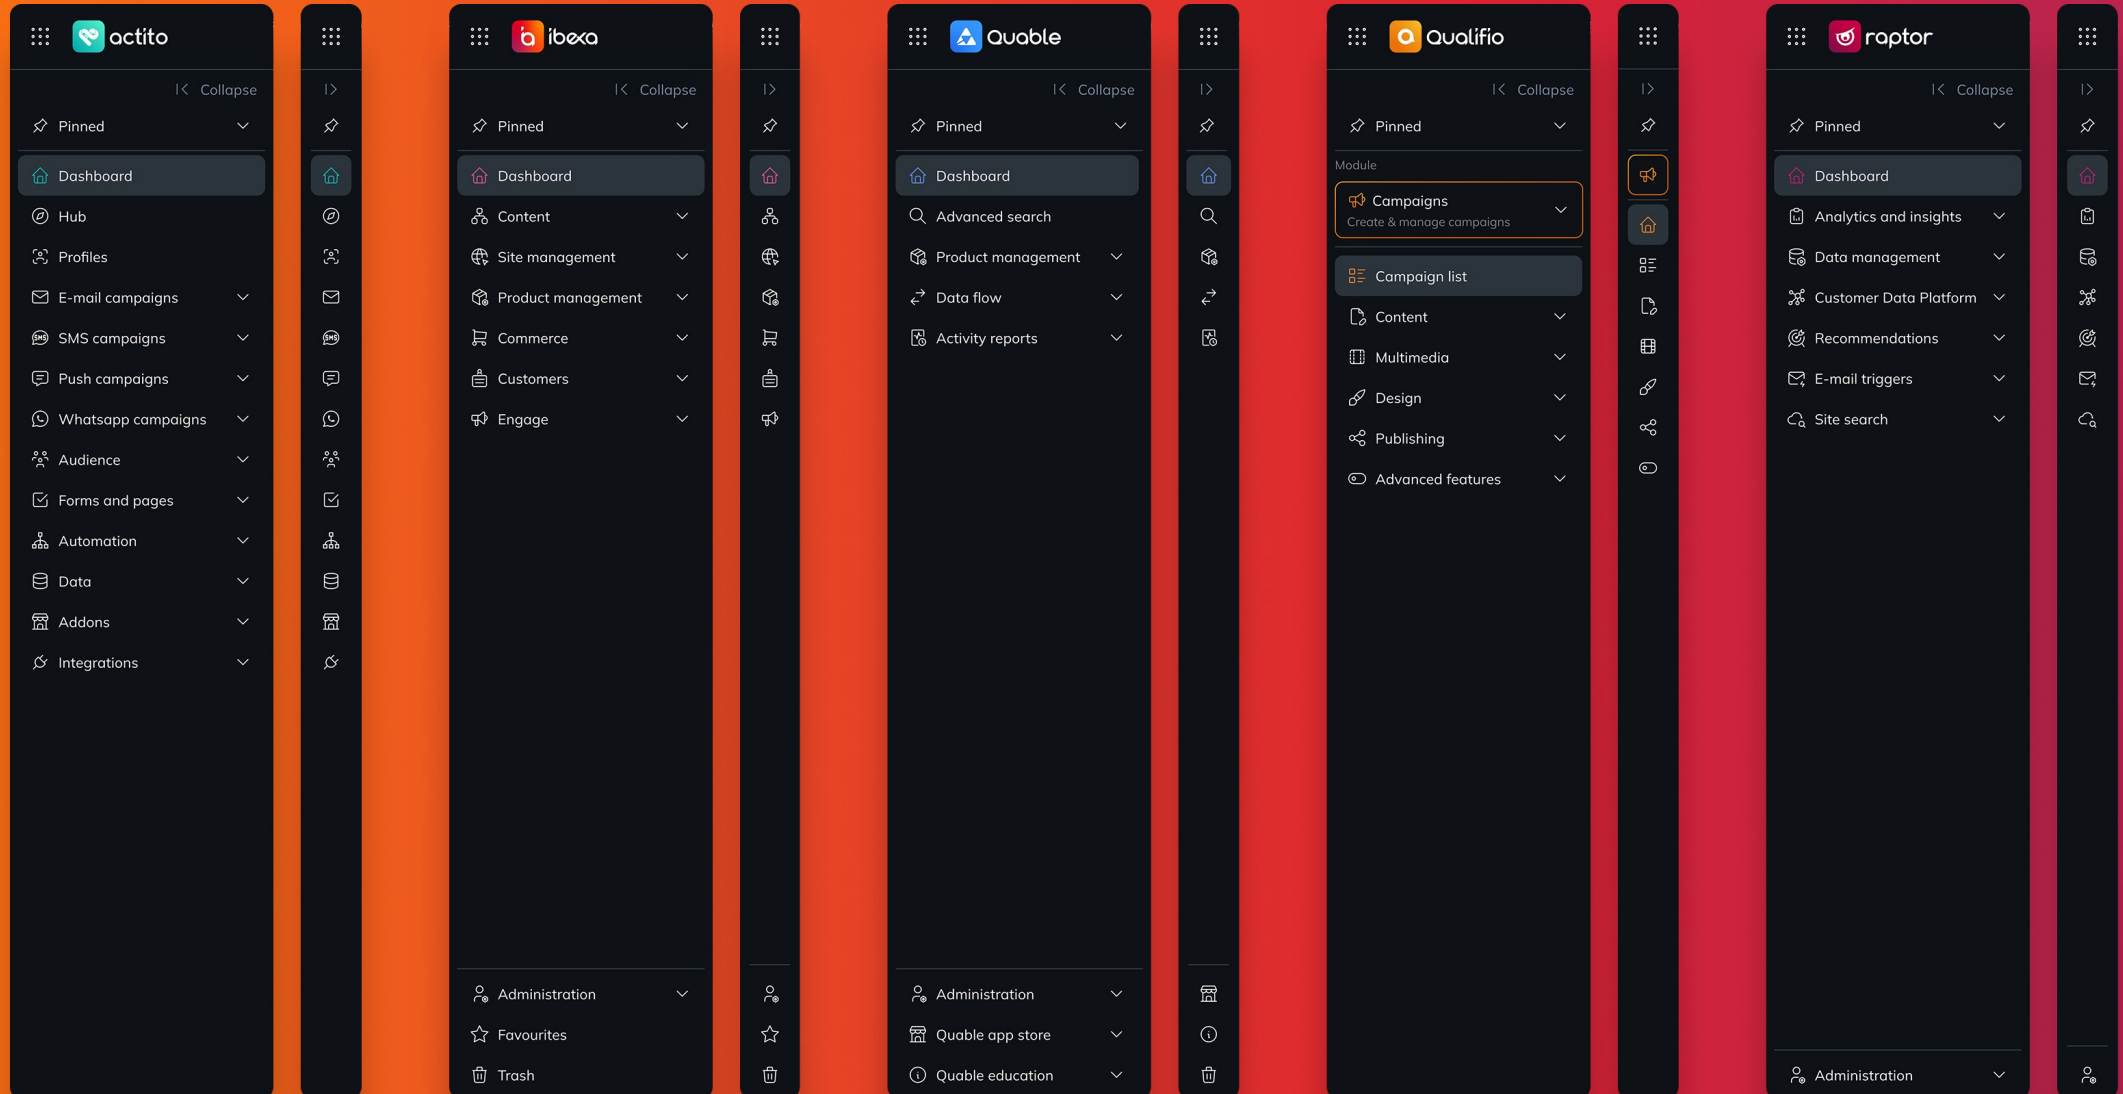 actito
Collapse
Pinned
Dashboard
Hub
Profiles
E-mail campaigns
SMS campaigns
Push campaigns
Whatsapp campaigns
Audience
Forms and pages
Automation
Data
Addons
Integrations
ibexa
Collapse
Pinned
Dashboard
Content
Site management
Product management
Commerce
Customers
Engage
Administration
Favourites
Trash
Quable
Collapse
Pinned
Dashboard
Advanced search
Product management
Data flow
Activity reports
Administration
Quable app store
Quable education
Qualifio
Collapse
Pinned
Module
Campaigns
Create & manage campaigns
Campaign list
Content
Multimedia
Design
Publishing
Advanced features
raptor
Collapse
Pinned
Dashboard
Analytics and insights
Data management
Customer Data Platform
Recommendations
E-mail triggers
Site search
Administration